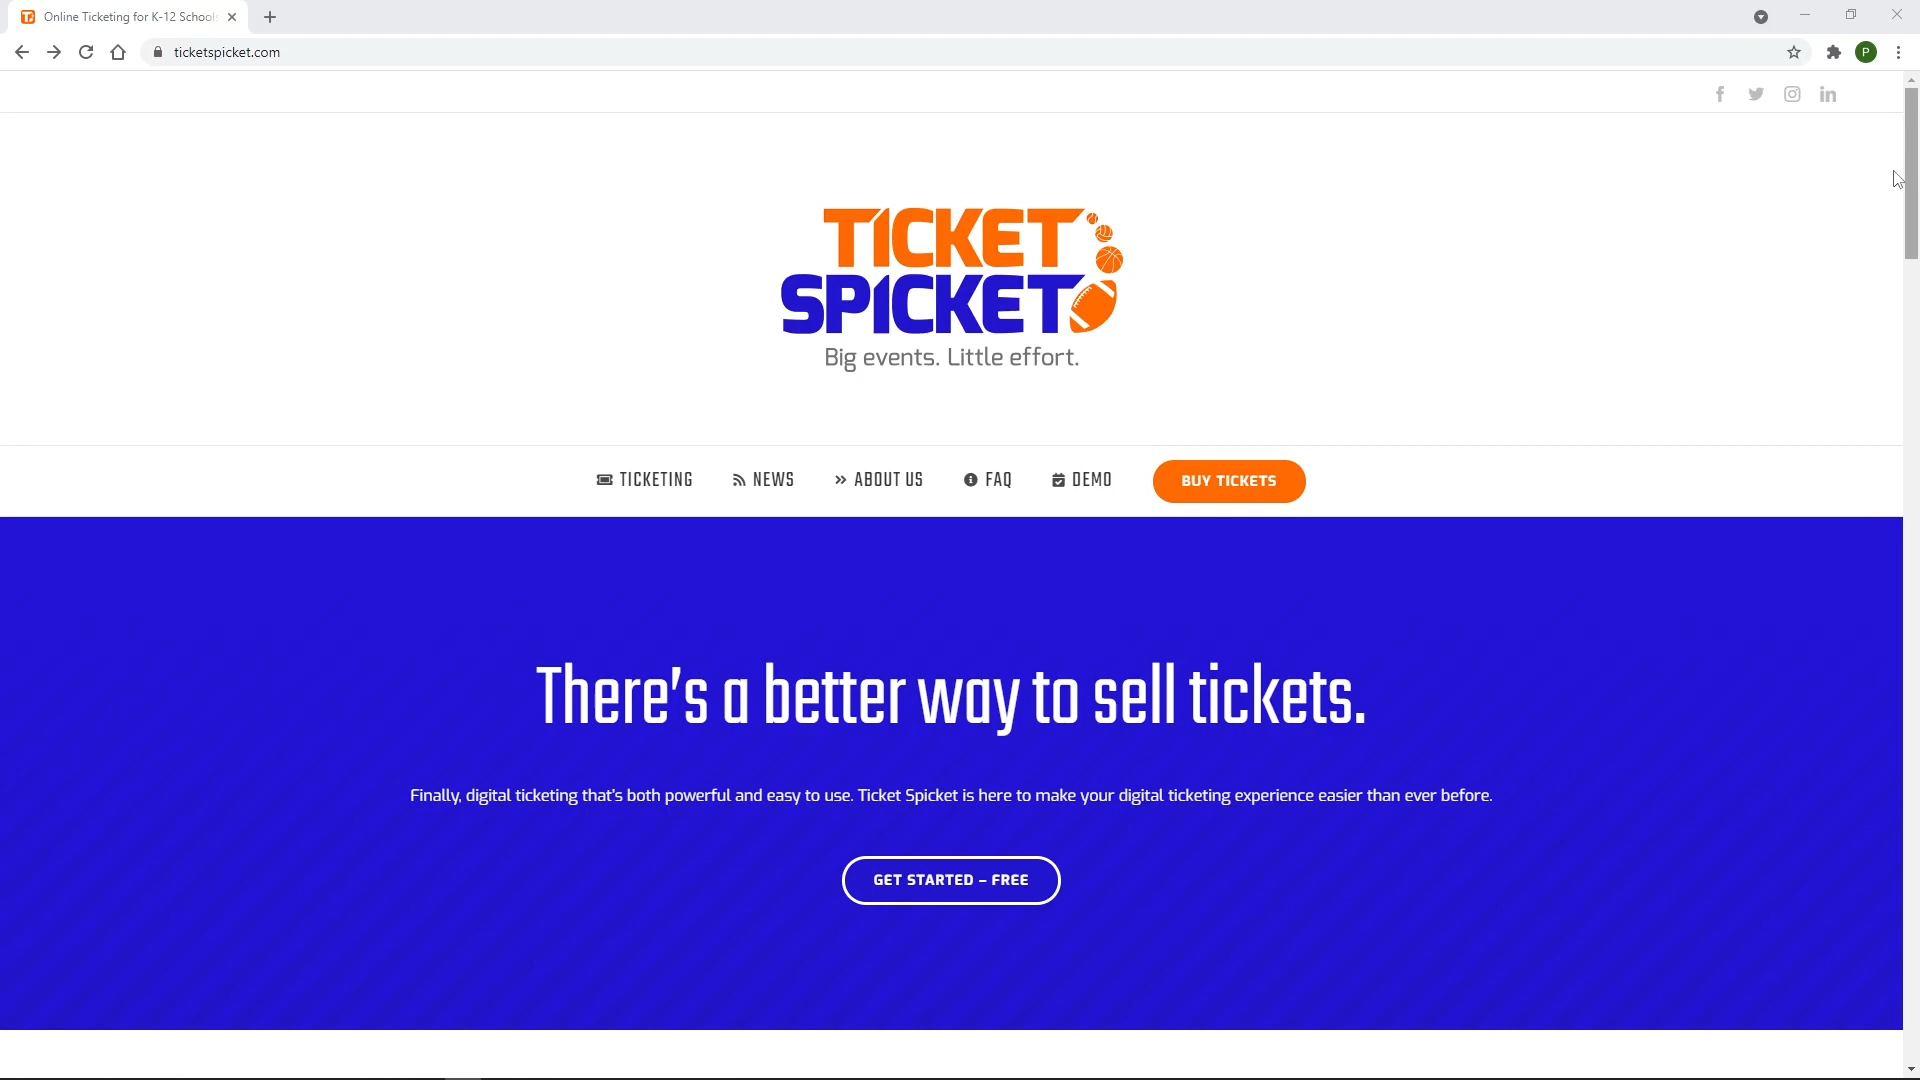 Online Ticketing for K-12 Schools
ticketspicket.com
P
TICKET
SPICKET
Big events. Little effort.
TICKETING NEWS ABOUT US FAQ DEMO BUY TICKETS
There's a better way to sell tickets.
Finally, digital ticketing that's both powerful and easy to use. Ticket Spicket is here to make your digital ticketing experience easier than ever before.
GET STARTED – FREE